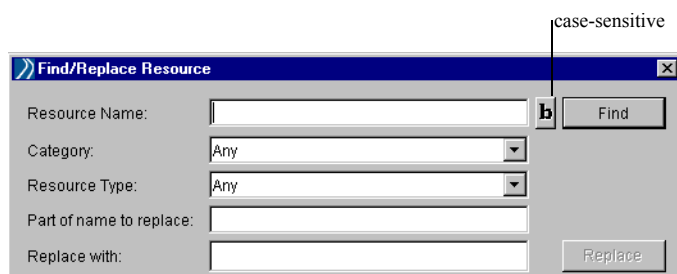 case-sensitive
Find/Replace Resource
Resource Name: b Find
Category: Any
Resource Type: Any
Part of name to replace:
Replace with: Replace